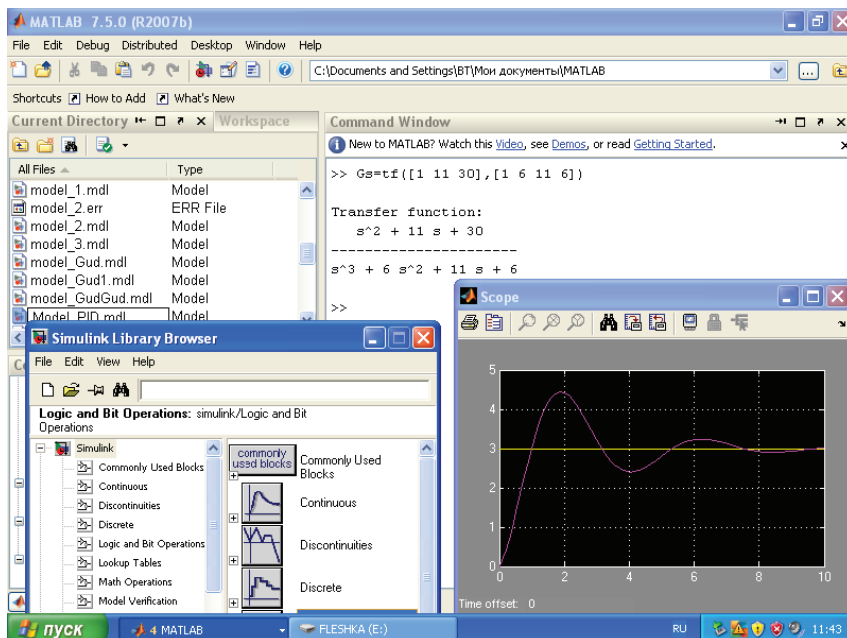 MATLAB 7.5.0 (R2007b)
File Edit Debug Distributed Desktop Window Help
C:\Documents and Settings\BT\Мои документы\MATLAB
Shortcuts How to Add What's New
Current Directory Workspace
All Files Type
model_1.mdl Model
model_2.err ERR File
model_2.mdl Model
model_3.mdl Model
model_Gud.mdl Model
model_Gud1.mdl Model
model_GudGud.mdl Model
Model_PID.mdl Model
Command Window
New to MATLAB? Watch this Video, see Demos, or read Getting Started.
>> Gs=tf([1 11 30],[1 6 11 6])
Transfer function:
s^2 + 11 s + 30
----------------------
s^3 + 6 s^2 + 11 s + 6
>>
Simulink Library Browser
File Edit View Help
Logic and Bit Operations: simulink/Logic and Bit
Operations
Simulink
Commonly Used Blocks
Continuous
Discontinuities
Discrete
Logic and Bit Operations
Lookup Tables
Math Operations
Model Verification
commonly
used blocks
Commonly Used
Blocks
Continuous
Discontinuities
Discrete
Scope
5
4
3
2
1
0
0 2 4 6 8 10
Time offset: 0
пуск 4 MATLAB FLESHKA (E:) RU 11:43